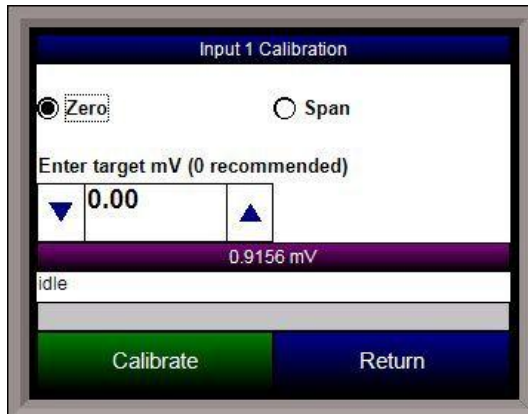 Input 1 Calibration
Zero Span
Enter target mV (0 recommended)
0.00
0.9156 mV
idle
Calibrate Return